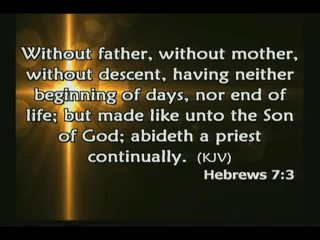 Without father, without mother,
without descent, having neither
beginning of days, nor end of
life; but made like unto the Son
of God; abideth a priest
continually. (KJV)
Hebrews 7:3